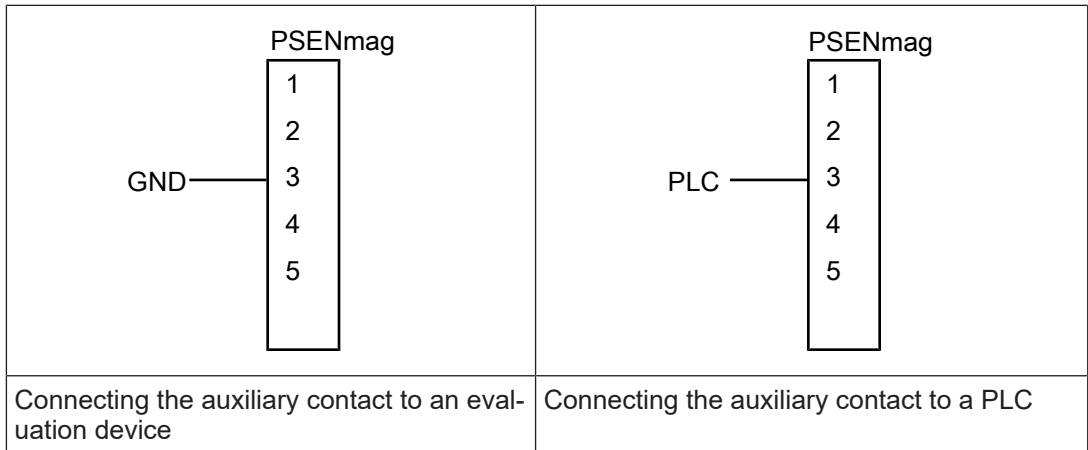 PSENmag
1
2
GND 3
4
5
PSENmag
1
2
PLC 3
4
5
Connecting the auxiliary contact to an eval-
uation device
Connecting the auxiliary contact to a PLC